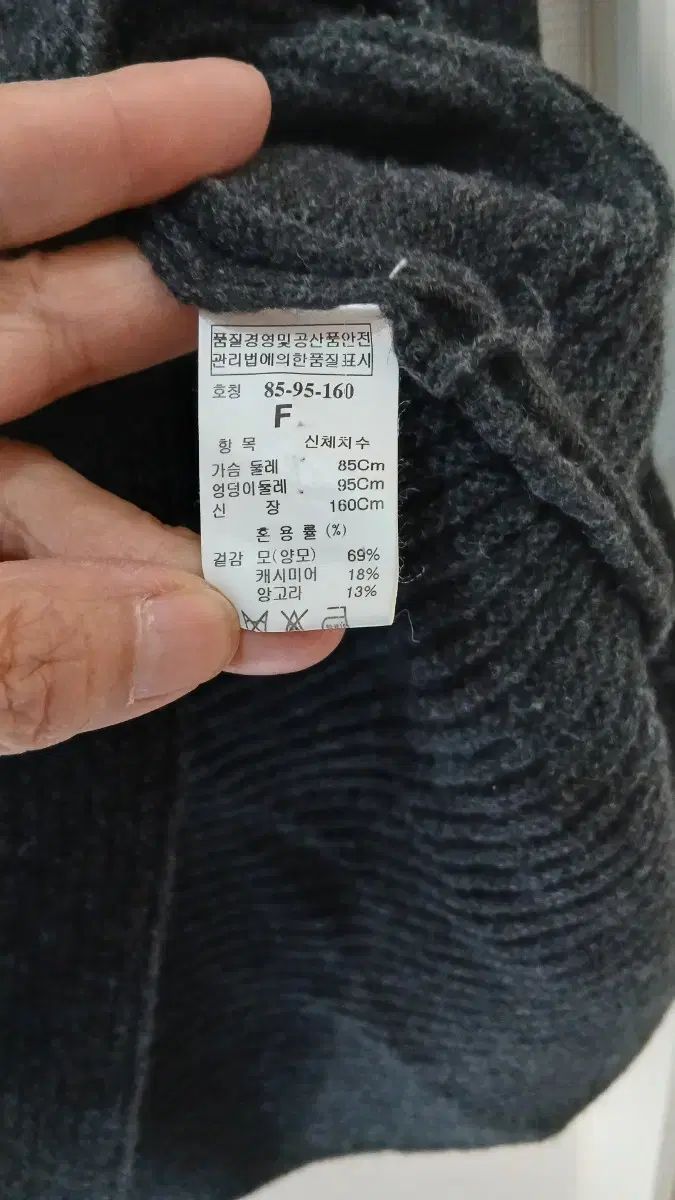 품질경영및공산품안전
관리법에의한품질표시
호칭 85-95-160
F
항 목 신체치수
가슴 둘레 85Cm
엉덩이둘레 95Cm
신 장 160Cm
혼 용 률 (%)
겉감 모(양모) 69%
캐시미어 18%
앙고라 13%